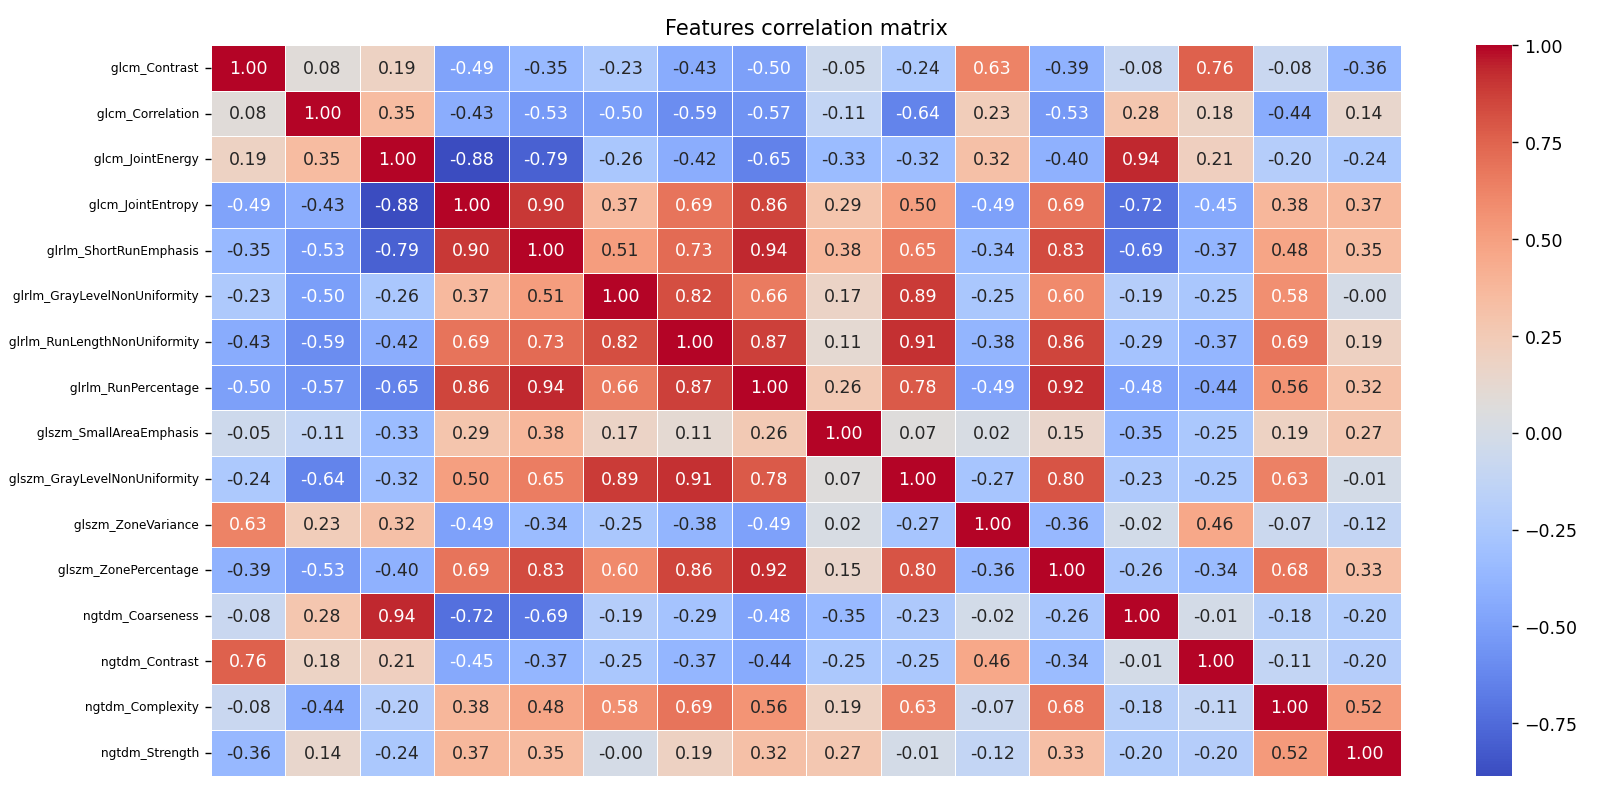 Features correlation matrix
glcm_Contrast 1.00 0.08 0.19 -0.49 -0.35 -0.23 -0.43 -0.50 -0.05 -0.24 0.63 -0.39 -0.08 0.76 -0.08 -0.36
glcm_Correlation 0.08 1.00 0.35 -0.43 -0.53 -0.50 -0.59 -0.57 -0.11 -0.64 0.23 -0.53 0.28 0.18 -0.44 0.14
glcm_JointEnergy 0.19 0.35 1.00 -0.88 -0.79 -0.26 -0.42 -0.65 -0.33 -0.32 0.32 -0.40 0.94 0.21 -0.20 -0.24
glcm_JointEntropy -0.49 -0.43 -0.88 1.00 0.90 0.37 0.69 0.86 0.29 0.50 -0.49 0.69 -0.72 -0.45 0.38 0.37
glrlm_ShortRunEmphasis -0.35 -0.53 -0.79 0.90 1.00 0.51 0.73 0.94 0.38 0.65 -0.34 0.83 -0.69 -0.37 0.48 0.35
glrlm_GrayLevelNonUniformity -0.23 -0.50 -0.26 0.37 0.51 1.00 0.82 0.66 0.17 0.89 -0.25 0.60 -0.19 -0.25 0.58 -0.00
glrlm_RunLengthNonUniformity -0.43 -0.59 -0.42 0.69 0.73 0.82 1.00 0.87 0.11 0.91 -0.38 0.86 -0.29 -0.37 0.69 0.19
glrlm_RunPercentage -0.50 -0.57 -0.65 0.86 0.94 0.66 0.87 1.00 0.26 0.78 -0.49 0.92 -0.48 -0.44 0.56 0.32
glszm_SmallAreaEmphasis -0.05 -0.11 -0.33 0.29 0.38 0.17 0.11 0.26 1.00 0.07 0.02 0.15 -0.35 -0.25 0.19 0.27
glszm_GrayLevelNonUniformity -0.24 -0.64 -0.32 0.50 0.65 0.89 0.91 0.78 0.07 1.00 -0.27 0.80 -0.23 -0.25 0.63 -0.01
glszm_ZoneVariance 0.63 0.23 0.32 -0.49 -0.34 -0.25 -0.38 -0.49 0.02 -0.27 1.00 -0.36 -0.02 0.46 -0.07 -0.12
glszm_ZonePercentage -0.39 -0.53 -0.40 0.69 0.83 0.60 0.86 0.92 0.15 0.80 -0.36 1.00 -0.26 -0.34 0.68 0.33
ngtdm_Coarseness -0.08 0.28 0.94 -0.72 -0.69 -0.19 -0.29 -0.48 -0.35 -0.23 -0.02 -0.26 1.00 -0.01 -0.18 -0.20
ngtdm_Contrast 0.76 0.18 0.21 -0.45 -0.37 -0.25 -0.37 -0.44 -0.25 -0.25 0.46 -0.34 -0.01 1.00 -0.11 -0.20
ngtdm_Complexity -0.08 -0.44 -0.20 0.38 0.48 0.58 0.69 0.56 0.19 0.63 -0.07 0.68 -0.18 -0.11 1.00 0.52
ngtdm_Strength -0.36 0.14 -0.24 0.37 0.35 -0.00 0.19 0.32 0.27 -0.01 -0.12 0.33 -0.20 -0.20 0.52 1.00
1.00
0.75
0.50
0.25
0.00
−0.25
−0.50
−0.75